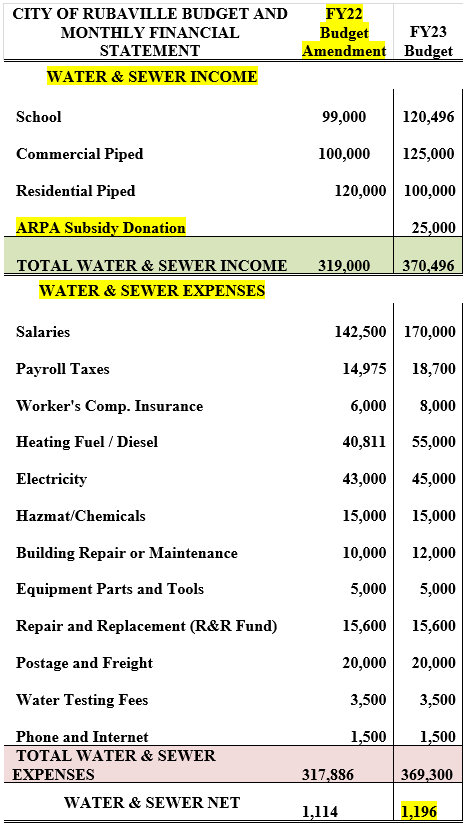 CITY OF RUBAVILLE BUDGET AND MONTHLY FINANCIAL STATEMENT FY22 Budget Amendment FY23 Budget
WATER & SEWER INCOME
School 99,000 120,496
Commercial Piped 100,000 125,000
Residential Piped 120,000 100,000
ARPA Subsidy Donation 25,000
TOTAL WATER & SEWER INCOME 319,000 370,496
WATER & SEWER EXPENSES
Salaries 142,500 170,000
Payroll Taxes 14,975 18,700
Worker's Comp. Insurance 6,000 8,000
Heating Fuel / Diesel 40,811 55,000
Electricity 43,000 45,000
Hazmat/Chemicals 15,000 15,000
Building Repair or Maintenance 10,000 12,000
Equipment Parts and Tools 5,000 5,000
Repair and Replacement (R&R Fund) 15,600 15,600
Postage and Freight 20,000 20,000
Water Testing Fees 3,500 3,500
Phone and Internet 1,500 1,500
TOTAL WATER & SEWER EXPENSES 317,886 369,300
WATER & SEWER NET 1,114 1,196